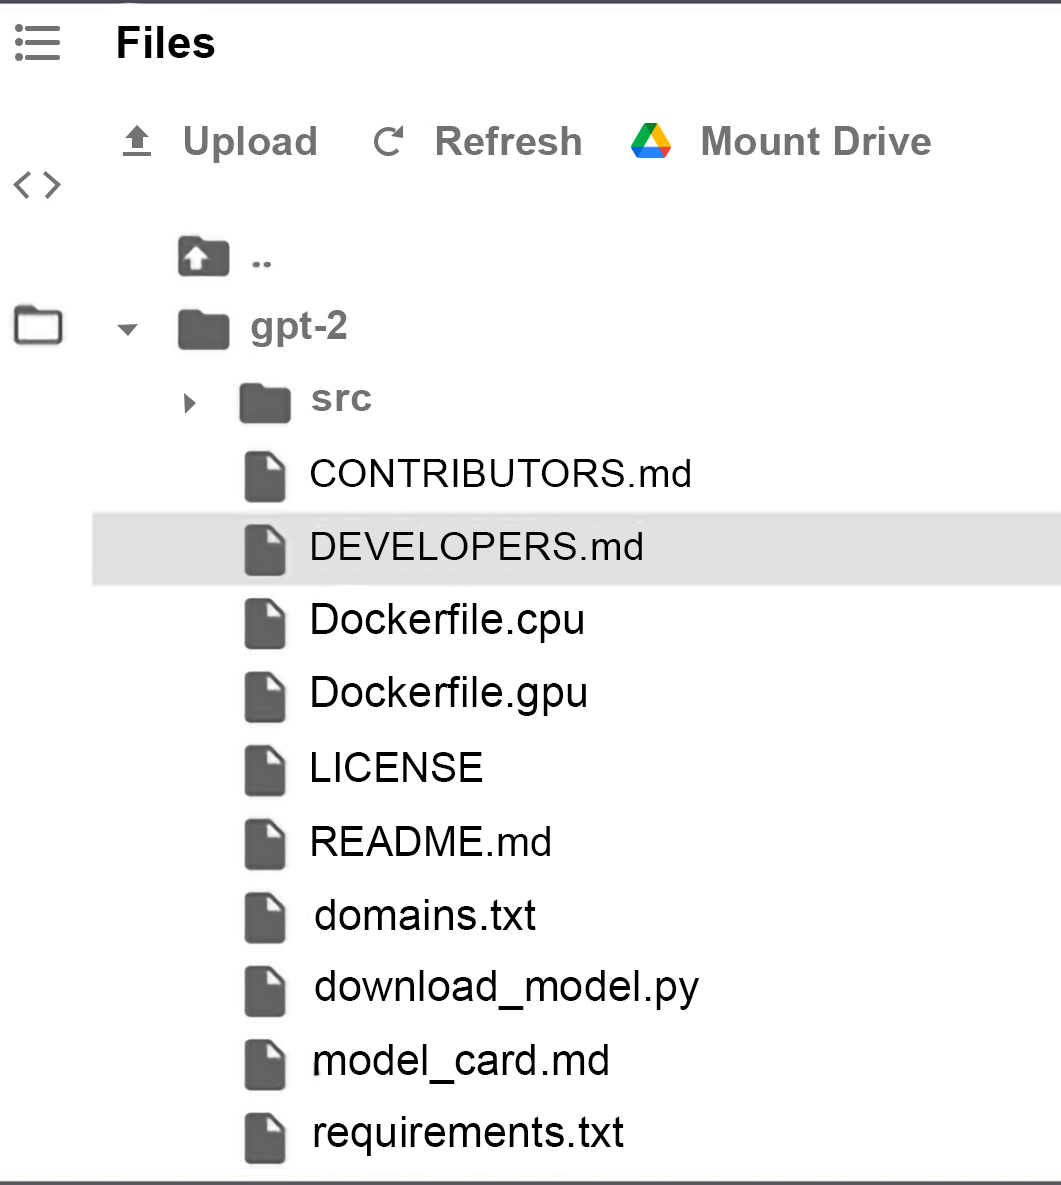 Files
Upload Refresh Mount Drive
..
gpt-2
src
CONTRIBUTORS.md
DEVELOPERS.md
Dockerfile.cpu
Dockerfile.gpu
LICENSE
README.md
domains.txt
download_model.py
model_card.md
requirements.txt